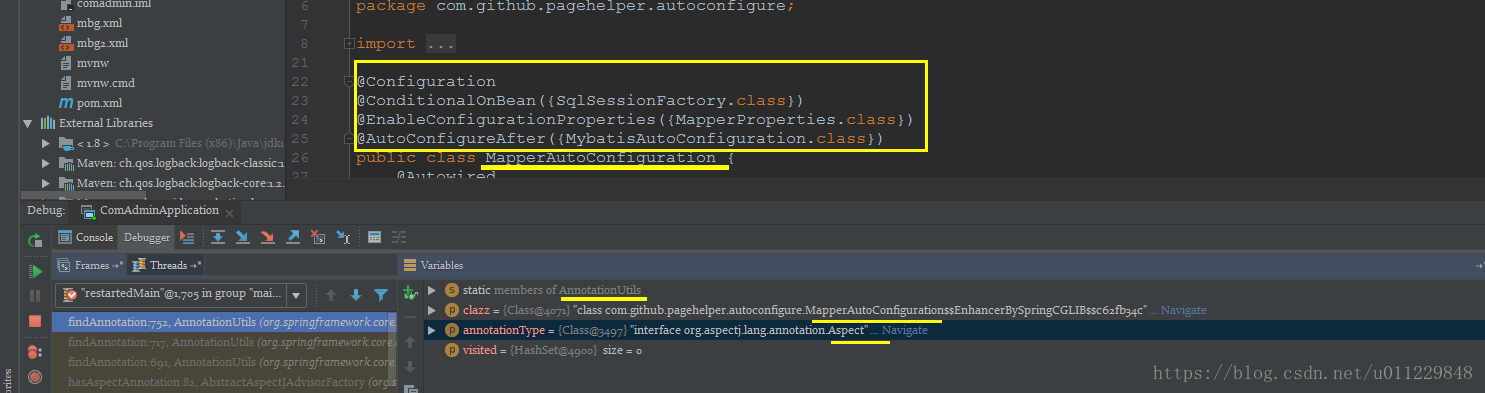 comadmin.iml
mbg.xml
mbg2.xml
mvnw
mvnw.cmd
pom.xml
External Libraries
< 1.8 > C:\Program Files (x86)\Java\jdk
Maven: ch.qos.logback:logback-classic:1
Maven: ch.qos.logback:logback-core:1.2.
6 package com.github.pagehelper.autoconfigure;
7
8 import ...
21
22 @Configuration
23 @ConditionalOnBean({SqlSessionFactory.class})
24 @EnableConfigurationProperties({MapperProperties.class})
25 @AutoConfigureAfter({MybatisAutoConfiguration.class})
26 public class MapperAutoConfiguration {
27 @Autowired
Debug: ComAdminApplication
Console Debugger
Frames Threads
"restartedMain"@1,705 in group "mai...
findAnnotation:752, AnnotationUtils (org.springframework.core.
findAnnotation:717, AnnotationUtils (org.springframework.core.
findAnnotation:691, AnnotationUtils (org.springframework.core.
hasAspectAnnotation:82, AbstractAspectJAdvisorFactory (org.s
Variables
static members of AnnotationUtils
clazz = {Class@4071} "class com.github.pagehelper.autoconfigure.MapperAutoConfiguration$$EnhancerBySpringCGLIB$$c62fb34c" ... Navigate
annotationType = {Class@3497} "interface org.aspectj.lang.annotation.Aspect" ... Navigate
visited = {HashSet@4900} size = 0
https://blog.csdn.net/u011229848